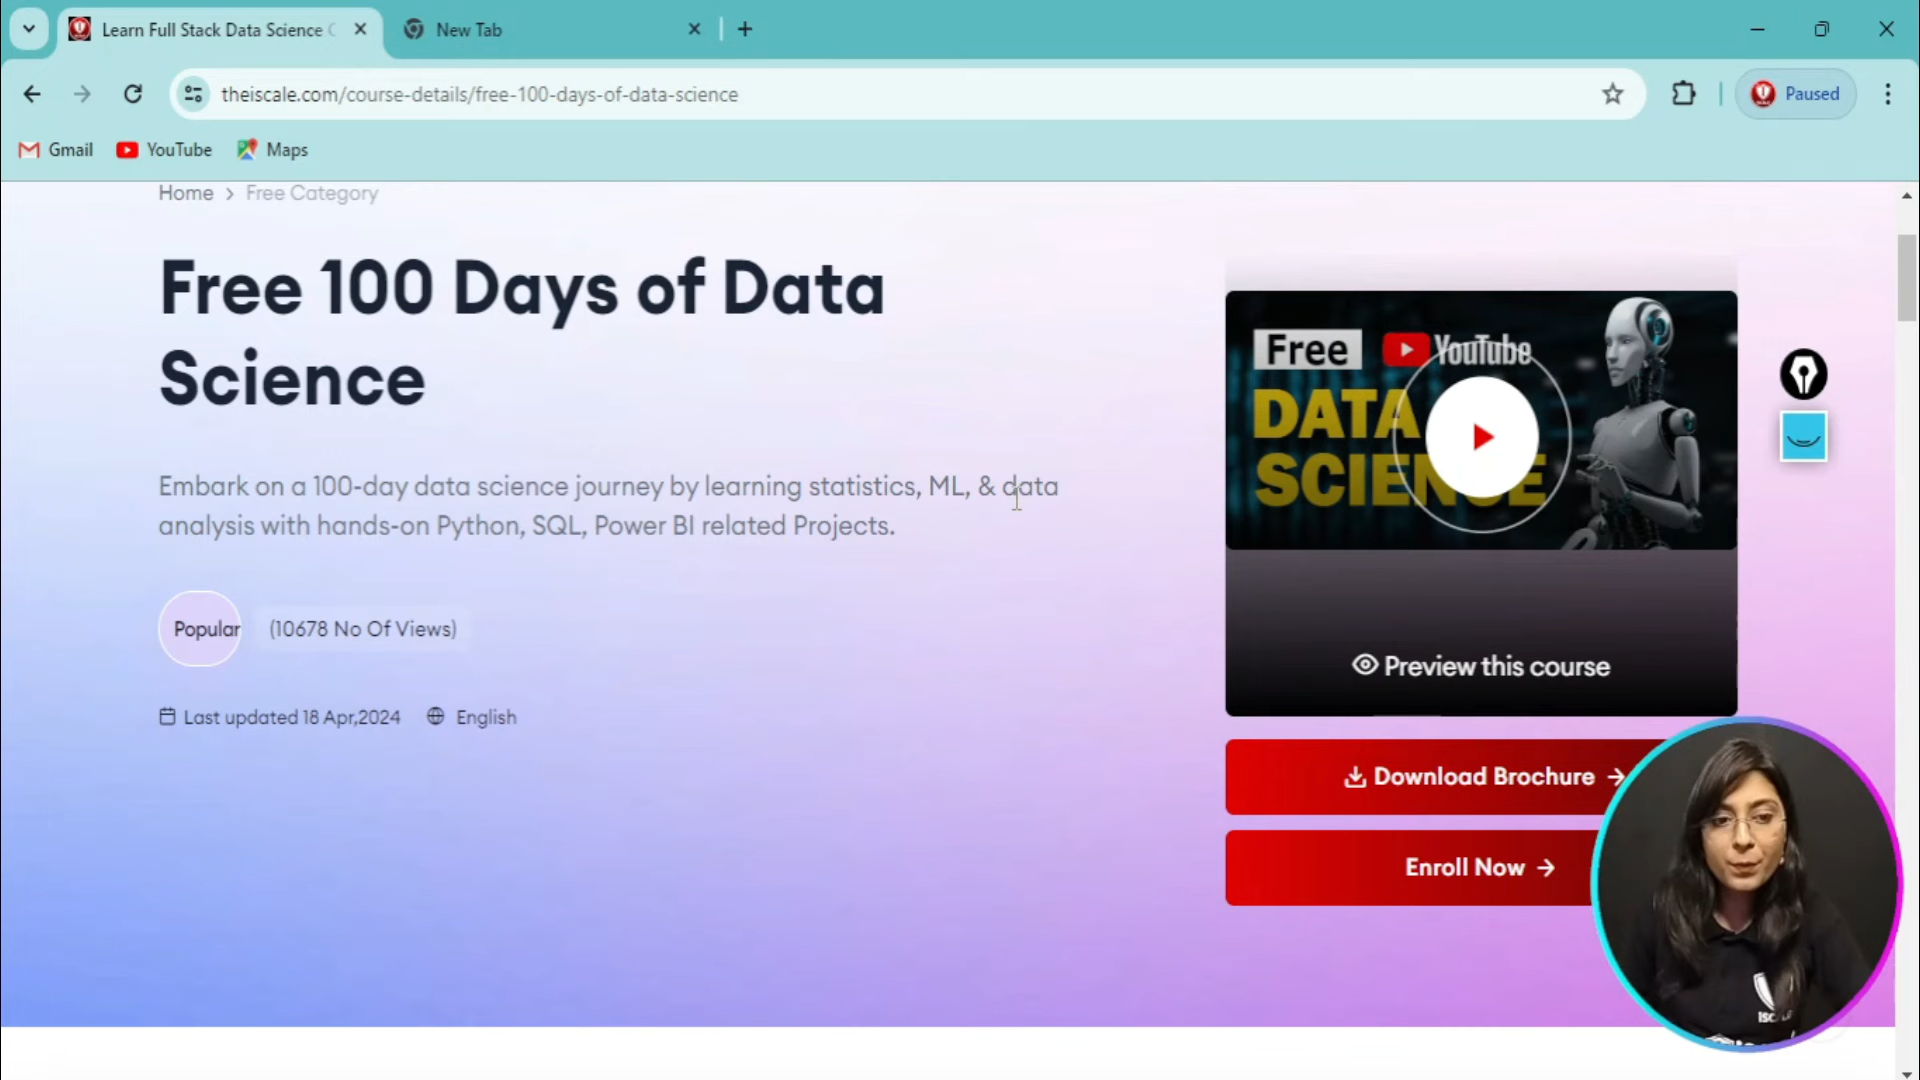 Learn Full Stack Data Science
New Tab
theiscale.com/course-details/free-100-days-of-data-science
Paused
Gmail
YouTube
Maps
Home > Free Category
Free 100 Days of Data
Science
Embark on a 100-day data science journey by learning statistics, ML, & data
analysis with hands-on Python, SQL, Power BI related Projects.
Popular
(10678 No Of Views)
Last updated 18 Apr,2024
English
Free YouTube
DATA
SCIENCE
Preview this course
Download Brochure →
Enroll Now →